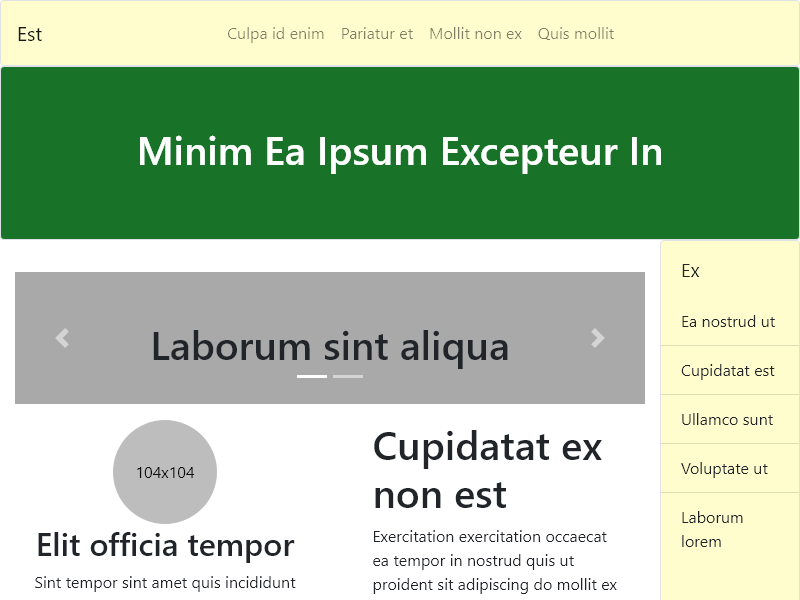 Est
Culpa id enim
Pariatur et
Mollit non ex
Quis mollit
Minim Ea Ipsum Excepteur In
Laborum sint aliqua
104x104
Elit officia tempor
Sint tempor sint amet quis incididunt
Cupidatat ex
non est
Exercitation exercitation occaecat
ea tempor in nostrud quis ut
proident sit adipiscing do mollit ex
Ex
Ea nostrud ut
Cupidatat est
Ullamco sunt
Voluptate ut
Laborum
lorem